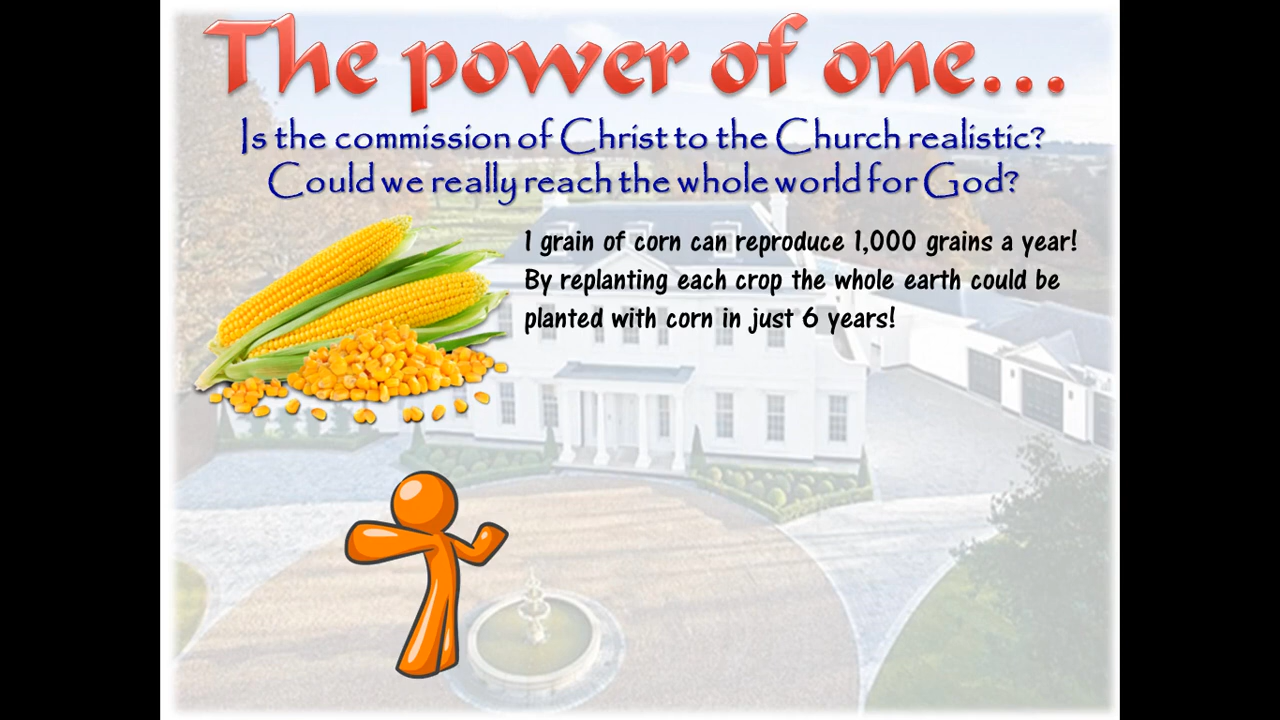 The power of one...
Is the commission of Christ to the Church realistic?
Could we really reach the whole world for God?
1 grain of corn can reproduce 1,000 grains a year!
By replanting each crop the whole earth could be
planted with corn in just 6 years!